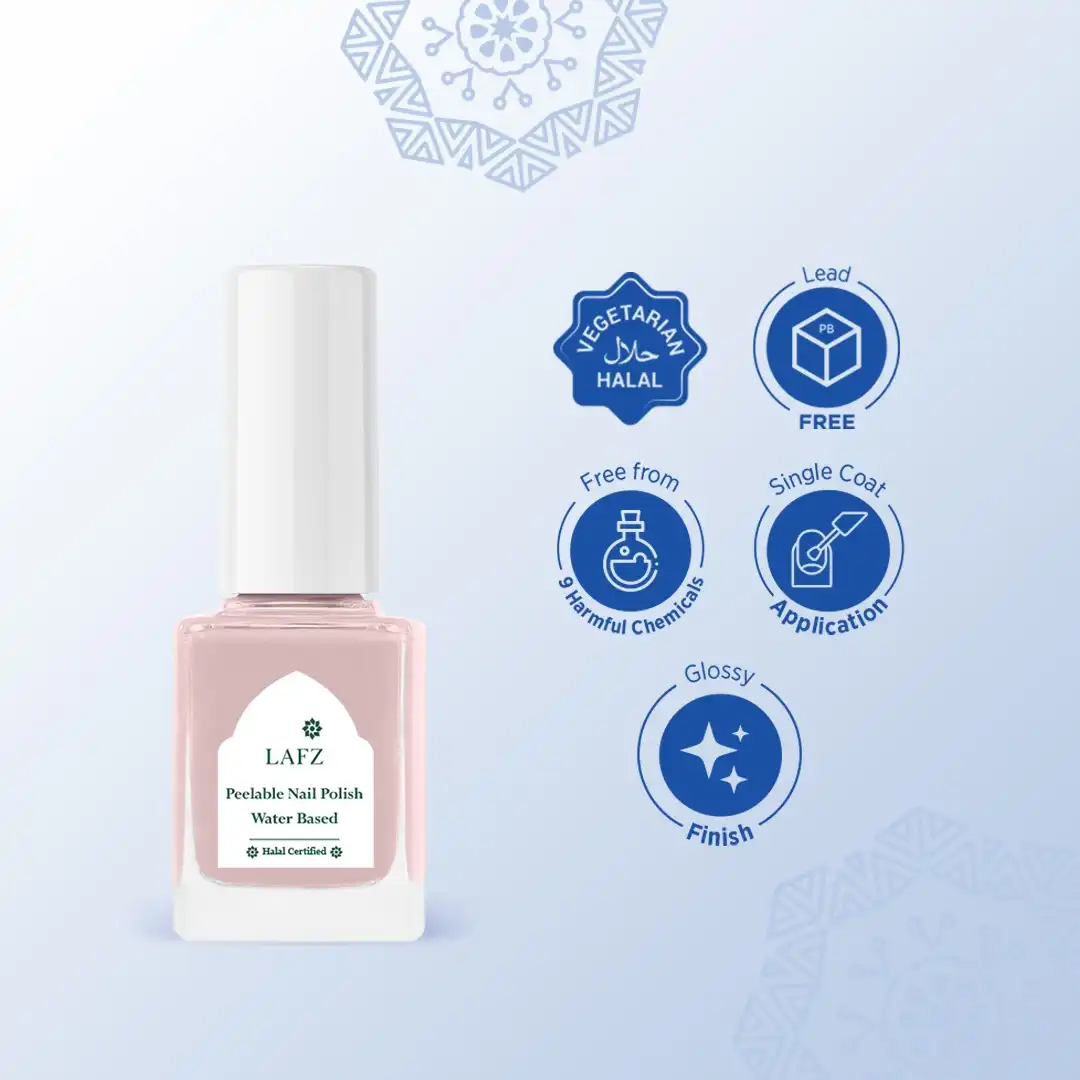 LAFZ
Peelable Nail Polish
Water Based
Halal Certified
VEGETARIAN
حلال
HALAL
Lead
PB
FREE
Free from
9 Harmful Chemicals
Single Coat
Application
Glossy
Finish